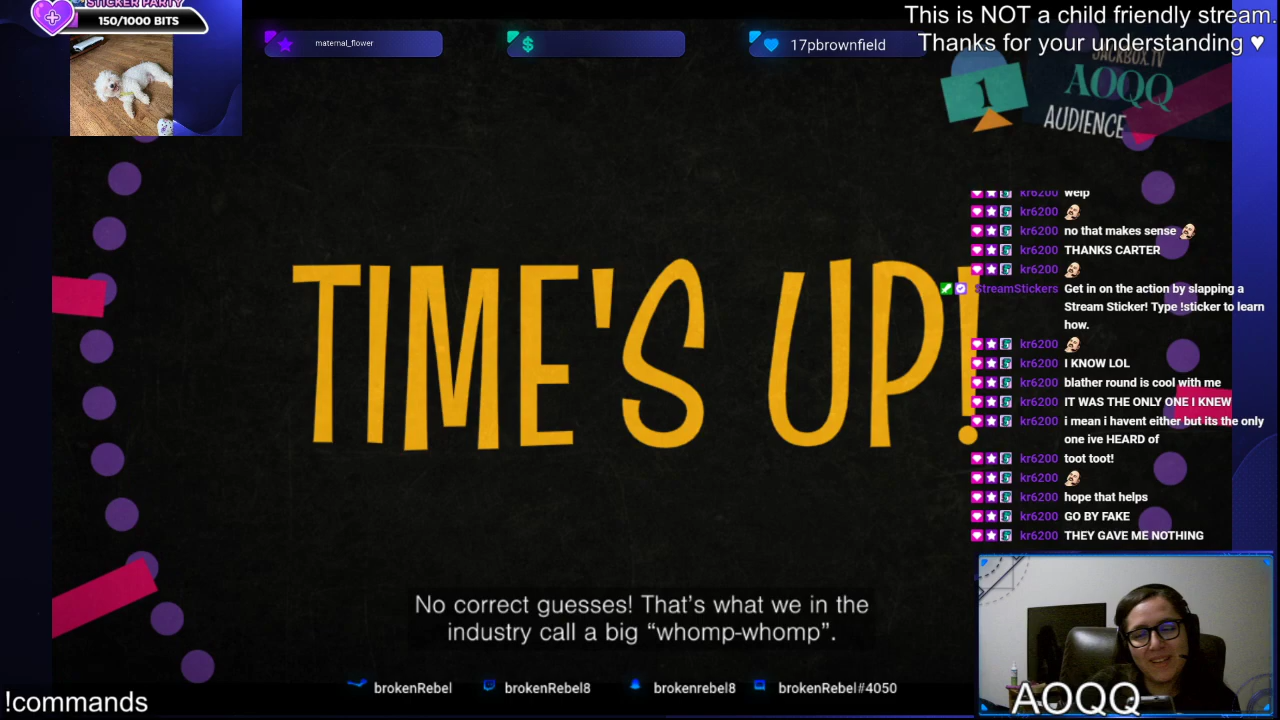 STICKER PARTY
150/1000 BITS
maternal_flower
$
17pbrownfield
This is NOT a child friendly stream.
Thanks for your understanding ♥
1
JACKBOX.TV
AOQQ
AUDIENCE
kr6200 welp
kr6200
kr6200 no that makes sense
kr6200 THANKS CARTER
kr6200
StreamStickers Get in on the action by slapping a
Stream Sticker! Type !sticker to learn
how.
kr6200
kr6200 I KNOW LOL
kr6200 blather round is cool with me
kr6200 IT WAS THE ONLY ONE I KNEW
kr6200 i mean i havent either but its the only
one ive HEARD of
kr6200 toot toot!
kr6200
kr6200 hope that helps
kr6200 GO BY FAKE
kr6200 THEY GAVE ME NOTHING
TIME'S UP!
No correct guesses! That's what we in the
industry call a big “whomp-whomp”.
brokenRebel
brokenRebel8
brokenrebel8
brokenRebel#4050
!commands
AOQQ